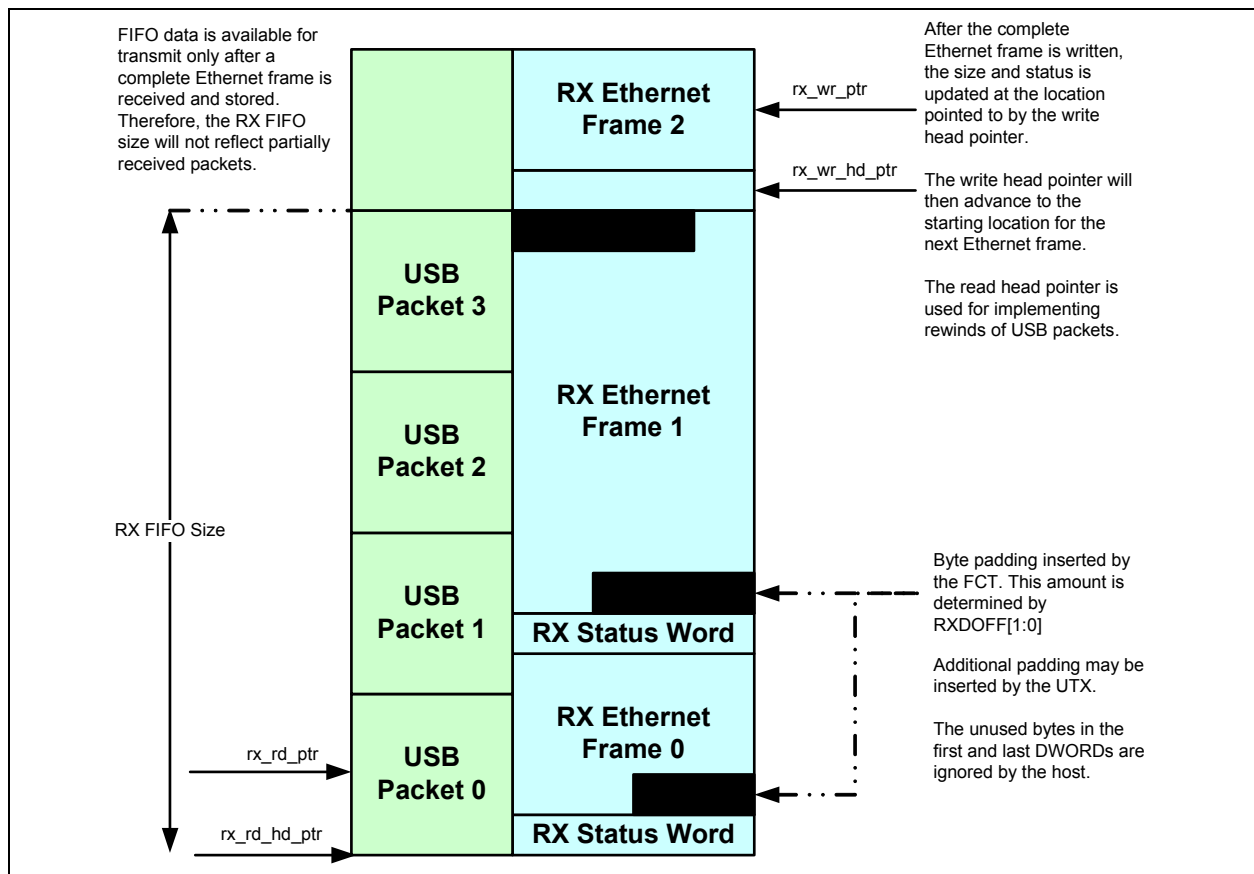 FIFO data is available for
transmit only after a
complete Ethernet frame is
received and stored.
Therefore, the RX FIFO
size will not reflect partially
received packets.
RX Ethernet
Frame 2
rx_wr_ptr
After the complete
Ethernet frame is written,
the size and status is
updated at the location
pointed to by the write
head pointer.
rx_wr_hd_ptr
The write head pointer will
then advance to the
starting location for the
next Ethernet frame.
The read head pointer is
used for implementing
rewinds of USB packets.
USB
Packet 3
RX Ethernet
Frame 1
USB
Packet 2
RX FIFO Size
USB
Packet 1
RX Status Word
Byte padding inserted by
the FCT. This amount is
determined by
RXDOFF[1:0]
Additional padding may be
inserted by the UTX.
The unused bytes in the
first and last DWORDs are
ignored by the host.
RX Ethernet
Frame 0
rx_rd_ptr
USB
Packet 0
rx_rd_hd_ptr
RX Status Word